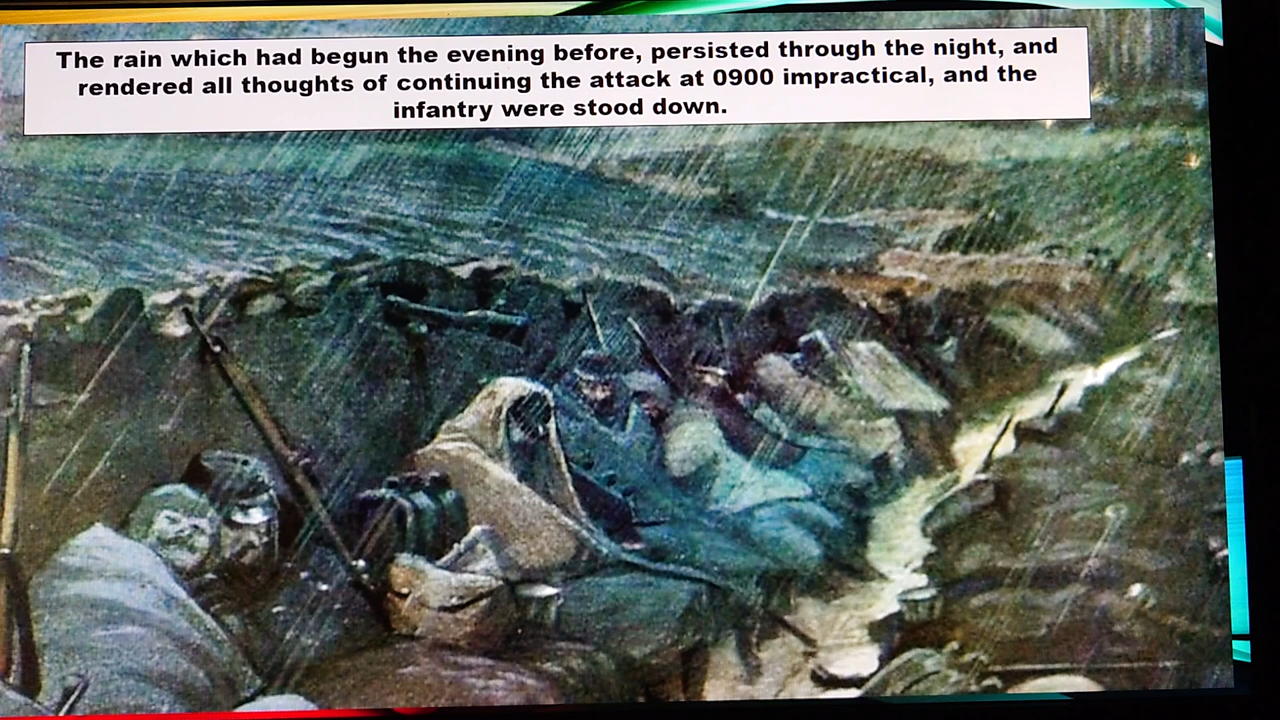 The rain which had begun the evening before, persisted through the night, and
rendered all thoughts of continuing the attack at 0900 impractical, and the
infantry were stood down.